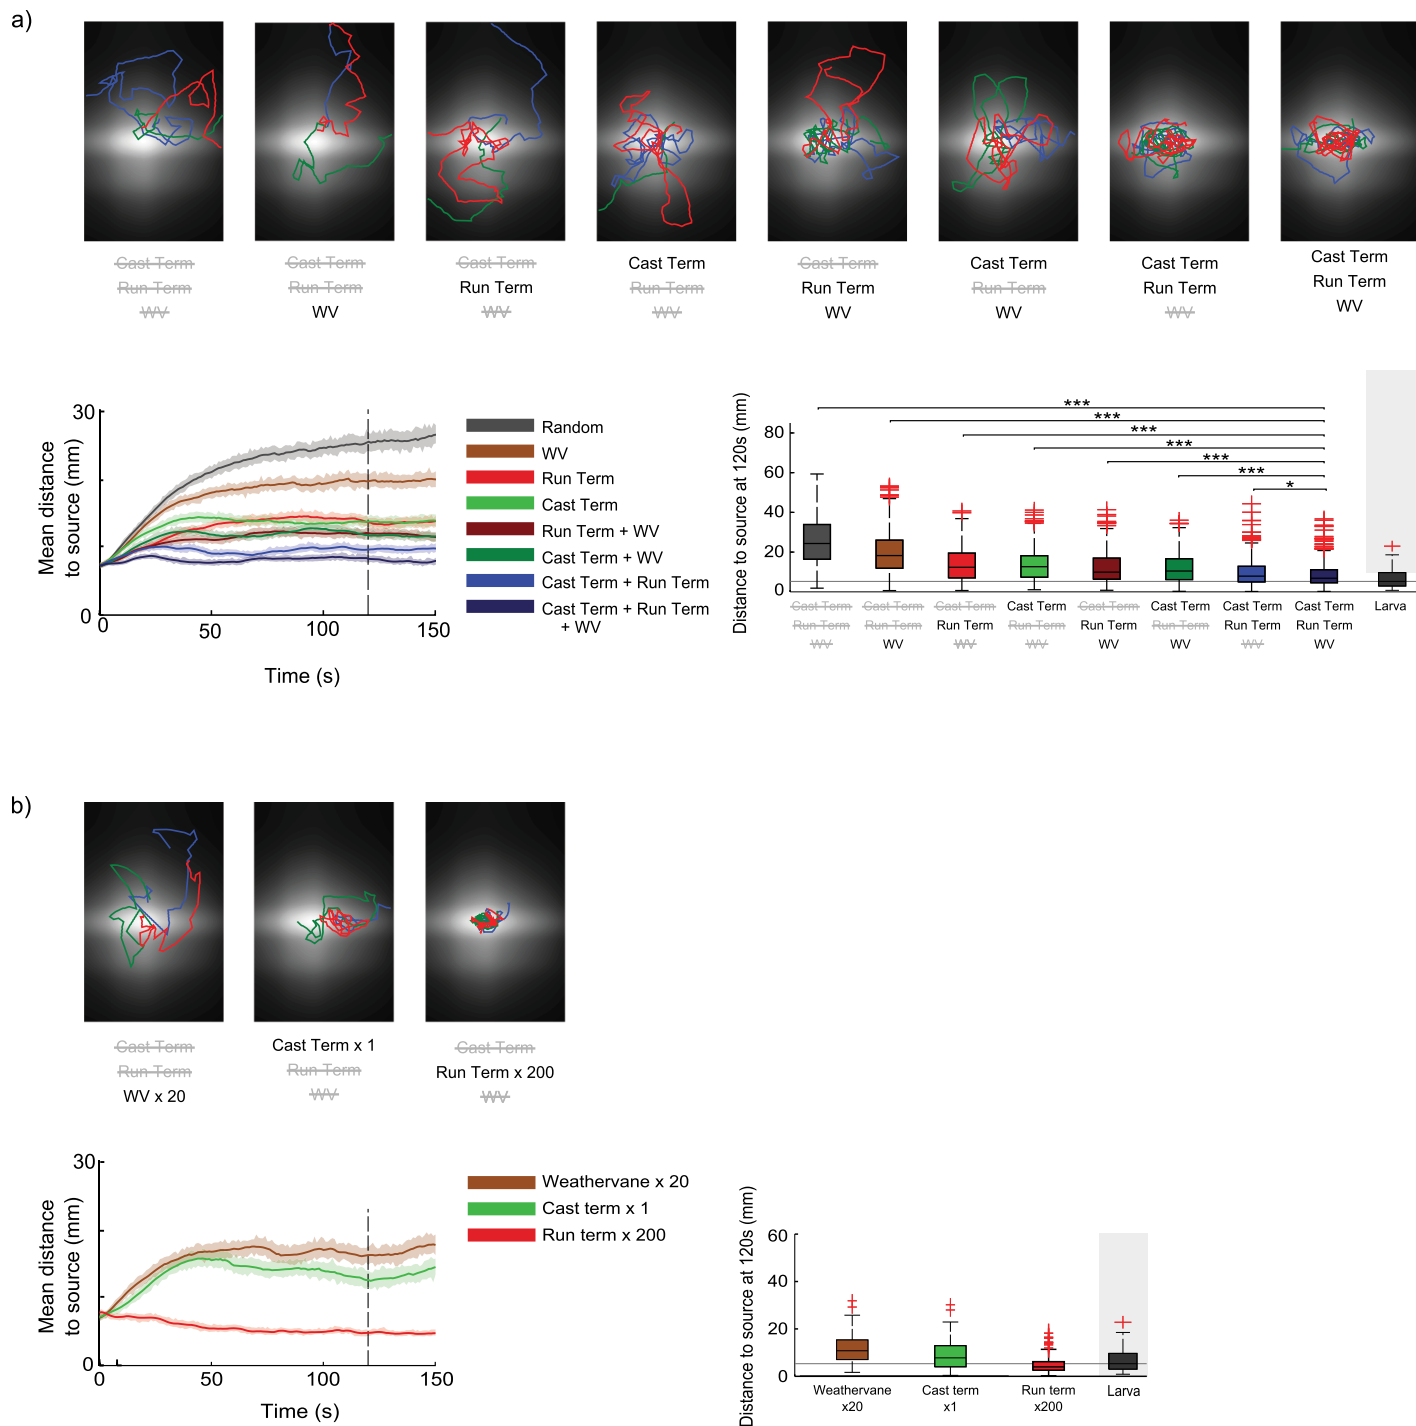 a)
Cast Term
Run Term
WV
Cast Term
Run Term
WV
Cast Term
Run Term
WV
Cast Term
Run Term
WV
Cast Term
Run Term
WV
Cast Term
Run Term
WV
Cast Term
Run Term
WV
Cast Term
Run Term
WV
Mean distance
to source (mm)
30
0
0
50
100
150
Time (s)
Random
WV
Run Term
Cast Term
Run Term + WV
Cast Term + WV
Cast Term + Run Term
Cast Term + Run Term
+ WV
Distance to source at 120s (mm)
80
60
40
20
0
***
***
***
***
***
***
*
Cast Term
Run Term
WV
Cast Term
Run Term
WV
Cast Term
Run Term
WV
Cast Term
Run Term
WV
Cast Term
Run Term
WV
Cast Term
Run Term
WV
Cast Term
Run Term
WV
Cast Term
Run Term
WV
Larva
b)
Cast Term
Run Term
WV x 20
Cast Term x 1
Run Term
WV
Cast Term
Run Term x 200
WV
Mean distance
to source (mm)
30
0
0
50
100
150
Time (s)
Weathervane x 20
Cast term x 1
Run term x 200
Distance to source at 120s (mm)
60
40
20
0
Weathervane
x20
Cast term
x1
Run term
x200
Larva